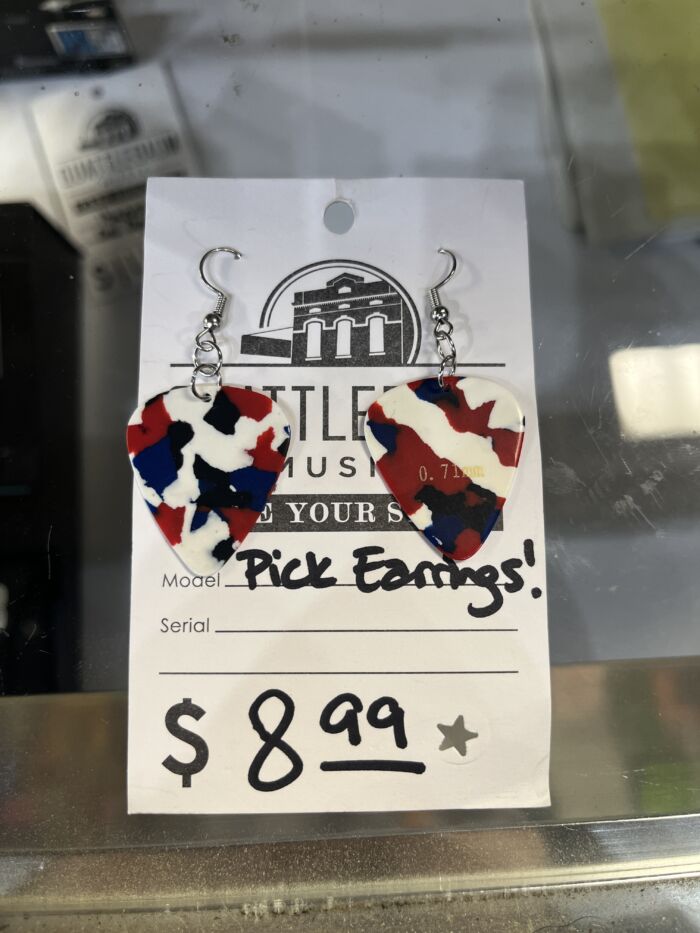 MUSI
E YOUR S
0.71mm
Model Pick Earrings!
Serial
$ 8 99